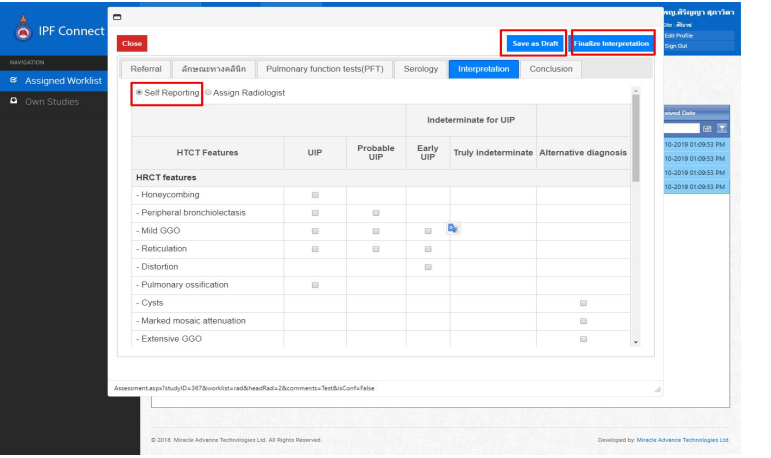 IPF Connect
NAVIGATION
Assigned Worklist
Own Studies
พญ.ศิริญญา สุภาวิตา
Site : ศิริราช
Edit Profile
Sign Out
Close
Save as Draft
Finalize Interpretation
Referral
ลักษณะทางคลินิก
Pulmonary function tests(PFT)
Serology
Interpretation
Conclusion
Self Reporting
Assign Radiologist
Indeterminate for UIP
HTCT Features
UIP
Probable UIP
Early UIP
Truly indeterminate
Alternative diagnosis
HRCT features
- Honeycombing
- Peripheral bronchiolectasis
- Mild GGO
- Reticulation
- Distortion
- Pulmonary ossification
- Cysts
- Marked mosaic attenuation
- Extensive GGO
eived Date
10-2019 01:09:53 PM
10-2019 01:09:53 PM
10-2019 01:09:53 PM
10-2019 01:09:53 PM
Assessment.aspx?studyID=367&worklist=rad&headRad=2&comments=Test&isConf=False
© 2018. Miracle Advance Technologies Ltd. All Rights Reserved.
Developed by Miracle Advance Technologies Ltd.